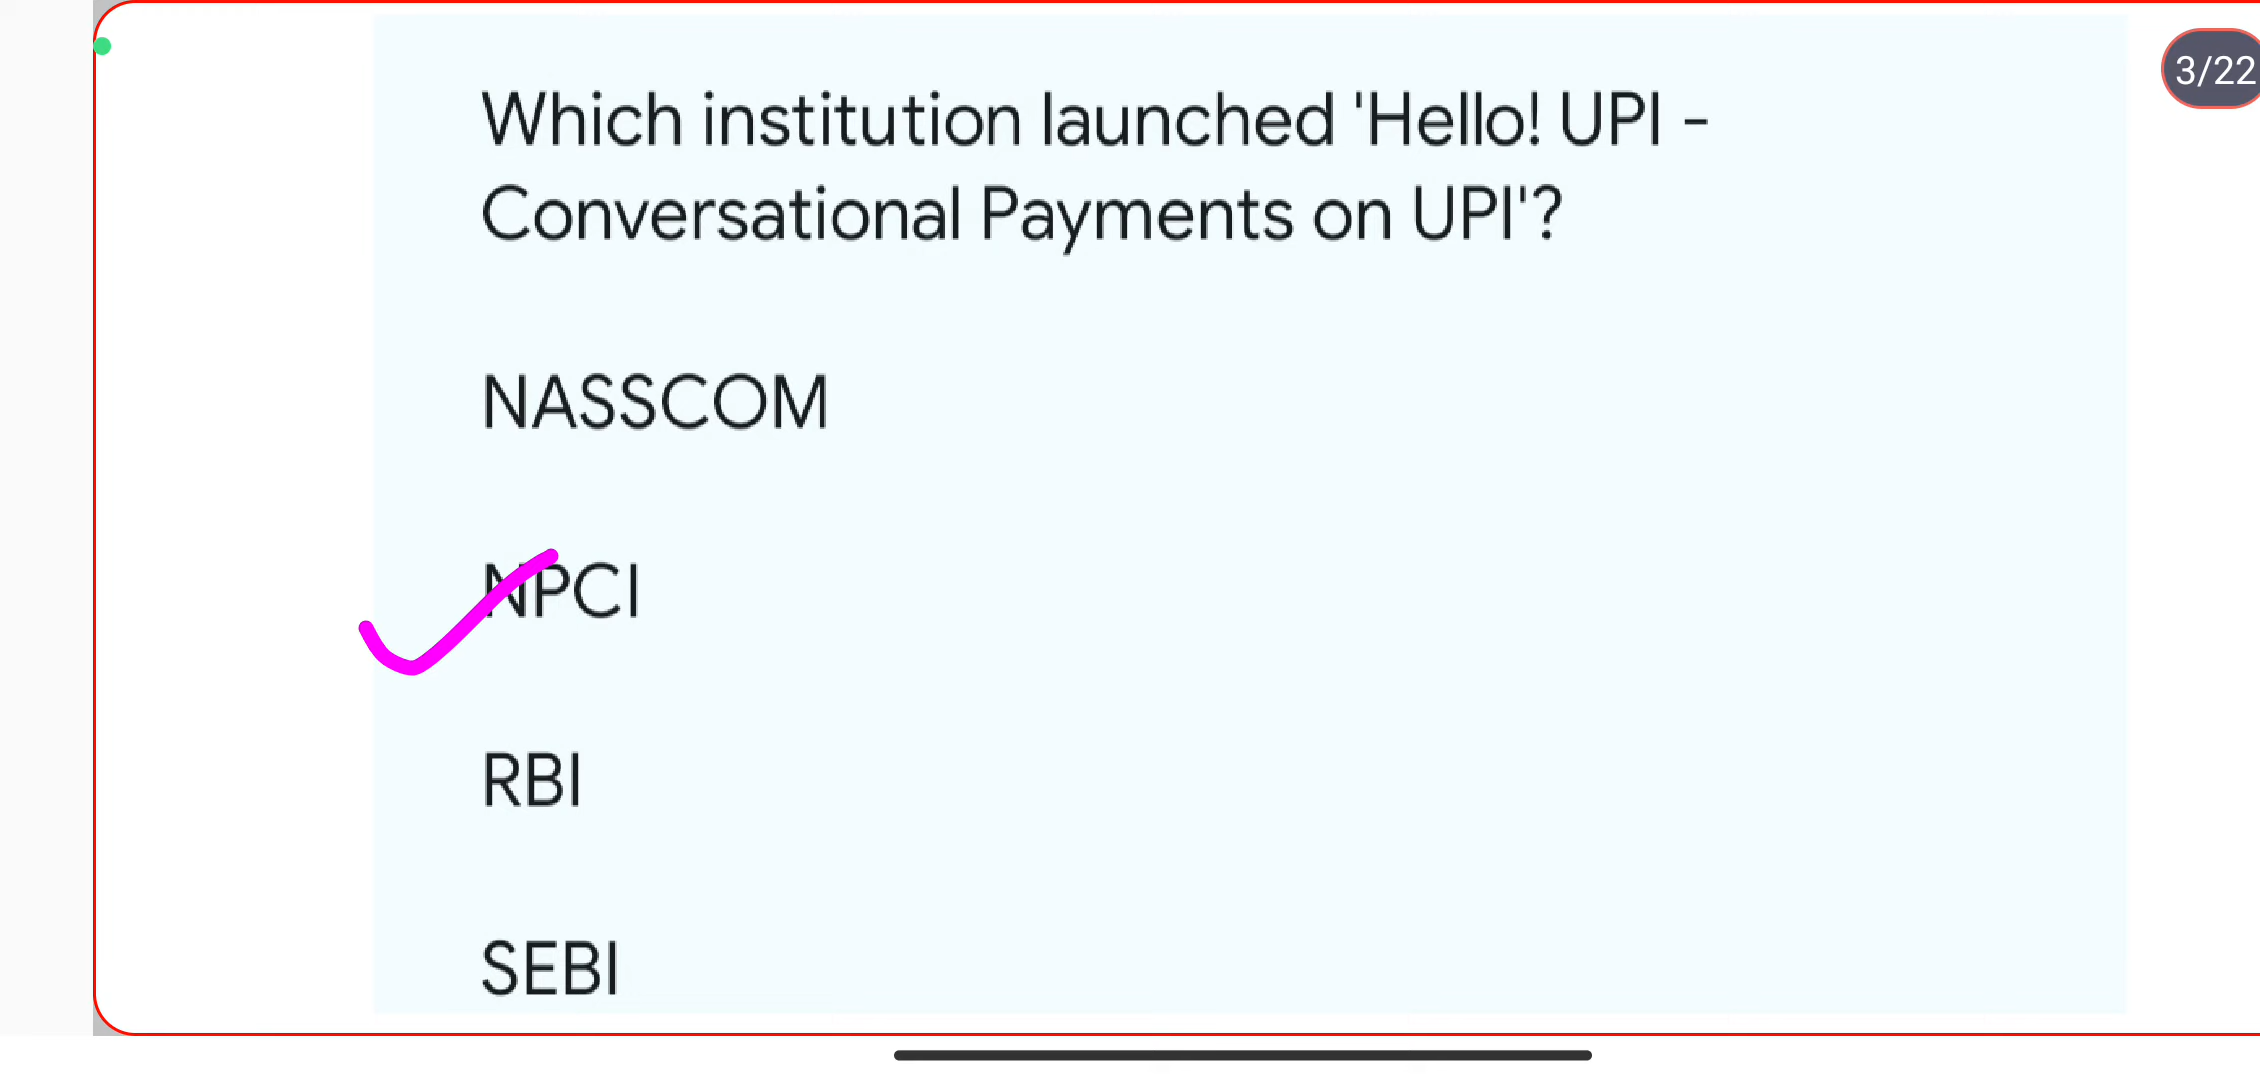 3/22
Which institution launched 'Hello! UPI -
Conversational Payments on UPI'?
NASSCOM
NPCI
RBI
SEBI